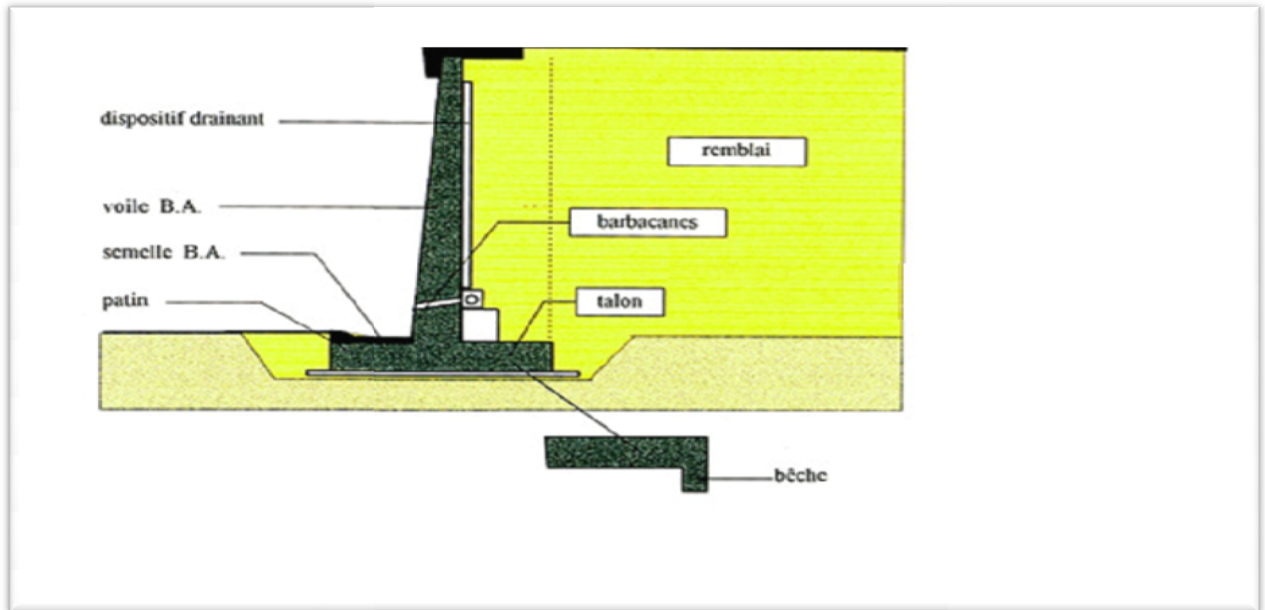 dispositif drainant
remblai
voile B.A.
barbacanes
semelle B.A.
patin
talon
bêche